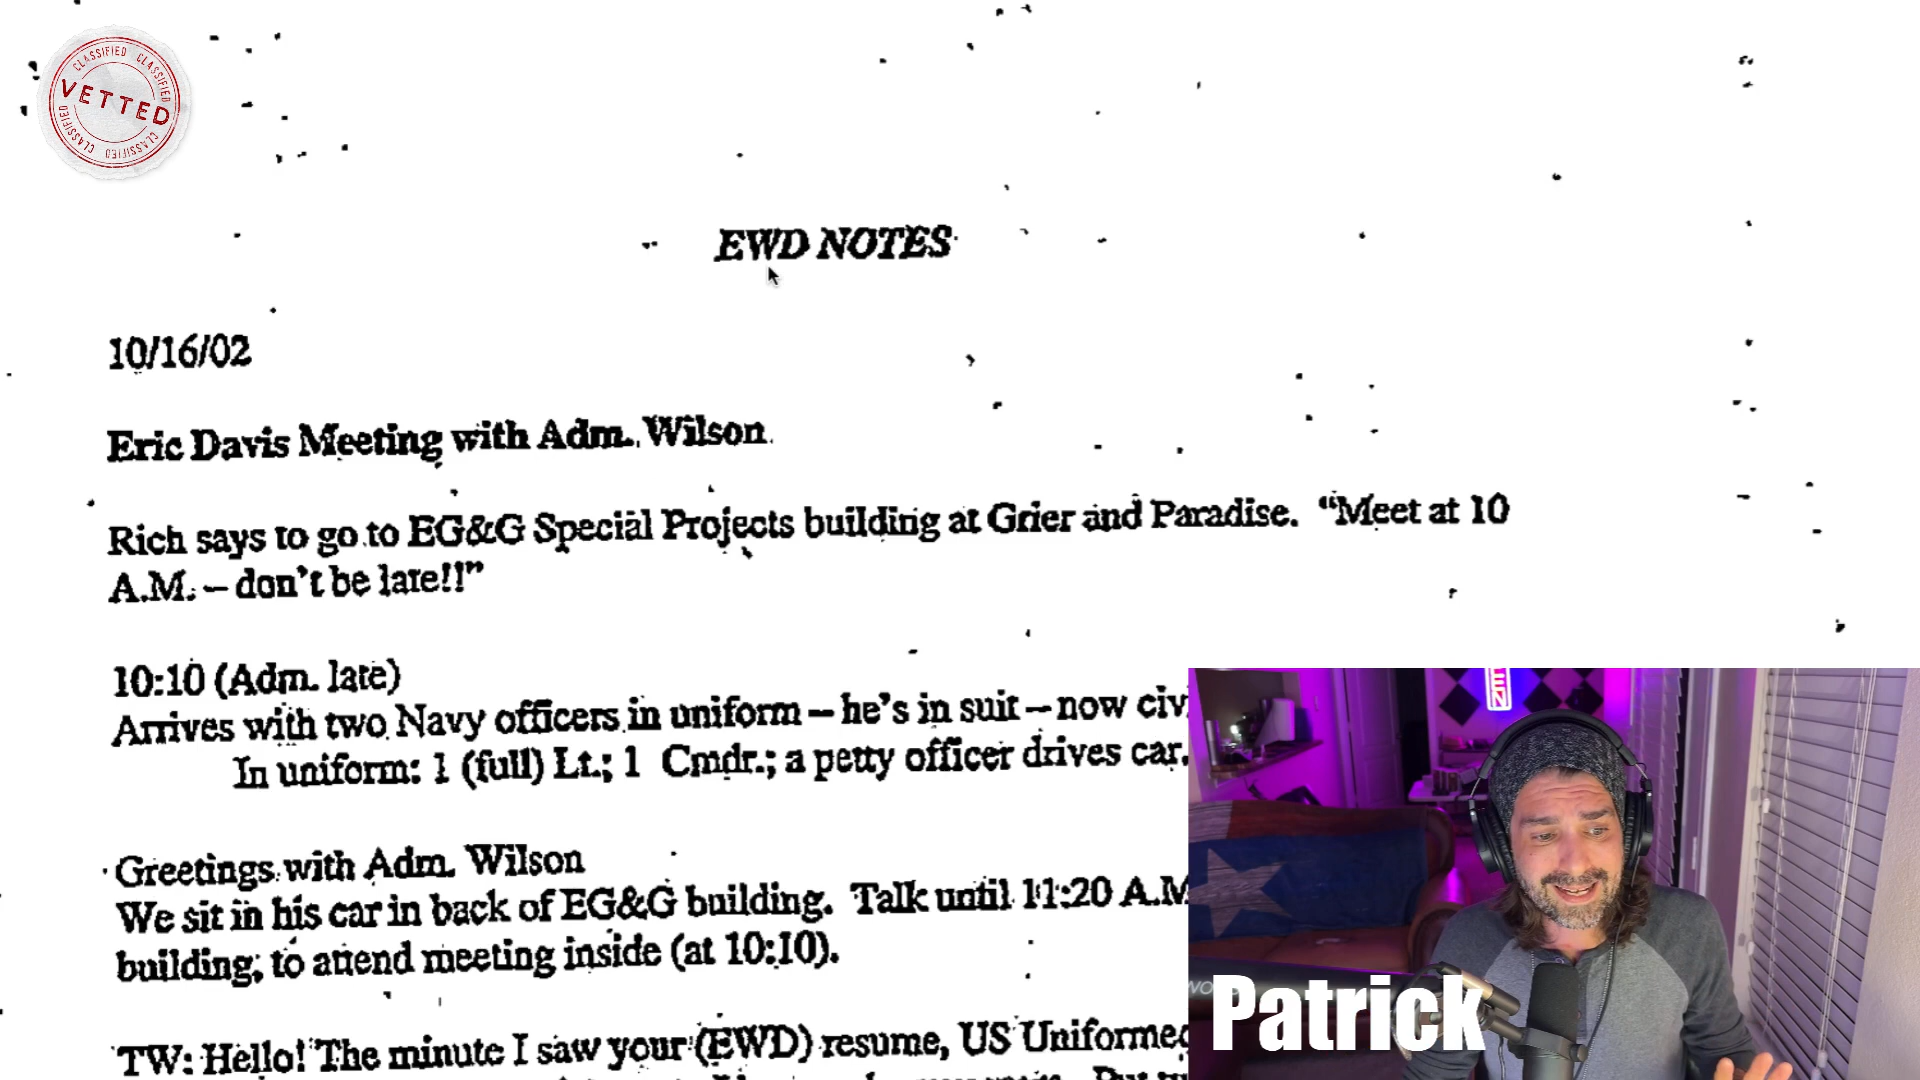 CLASSIFIED CLASSIFIED
VETTED
CLASSIFIED CLASSIFIED
EWD NOTES
10/16/02
Eric Davis Meeting with Adm. Wilson
Rich says to go to EG&G Special Projects building at Grier and Paradise. “Meet at 10
A.M. – don’t be late!!”
10:10 (Adm. late)
Arrives with two Navy officers in uniform – he’s in suit – now civ
In uniform: 1 (full) Lt.; 1 Cmdr.; a petty officer drives car.
Greetings with Adm. Wilson
We sit in his car in back of EG&G building. Talk until 11:20 A.M
building, to attend meeting inside (at 10:10).
TW: Hello! The minute I saw your (EWD) resume, US Uniformed
Patrick